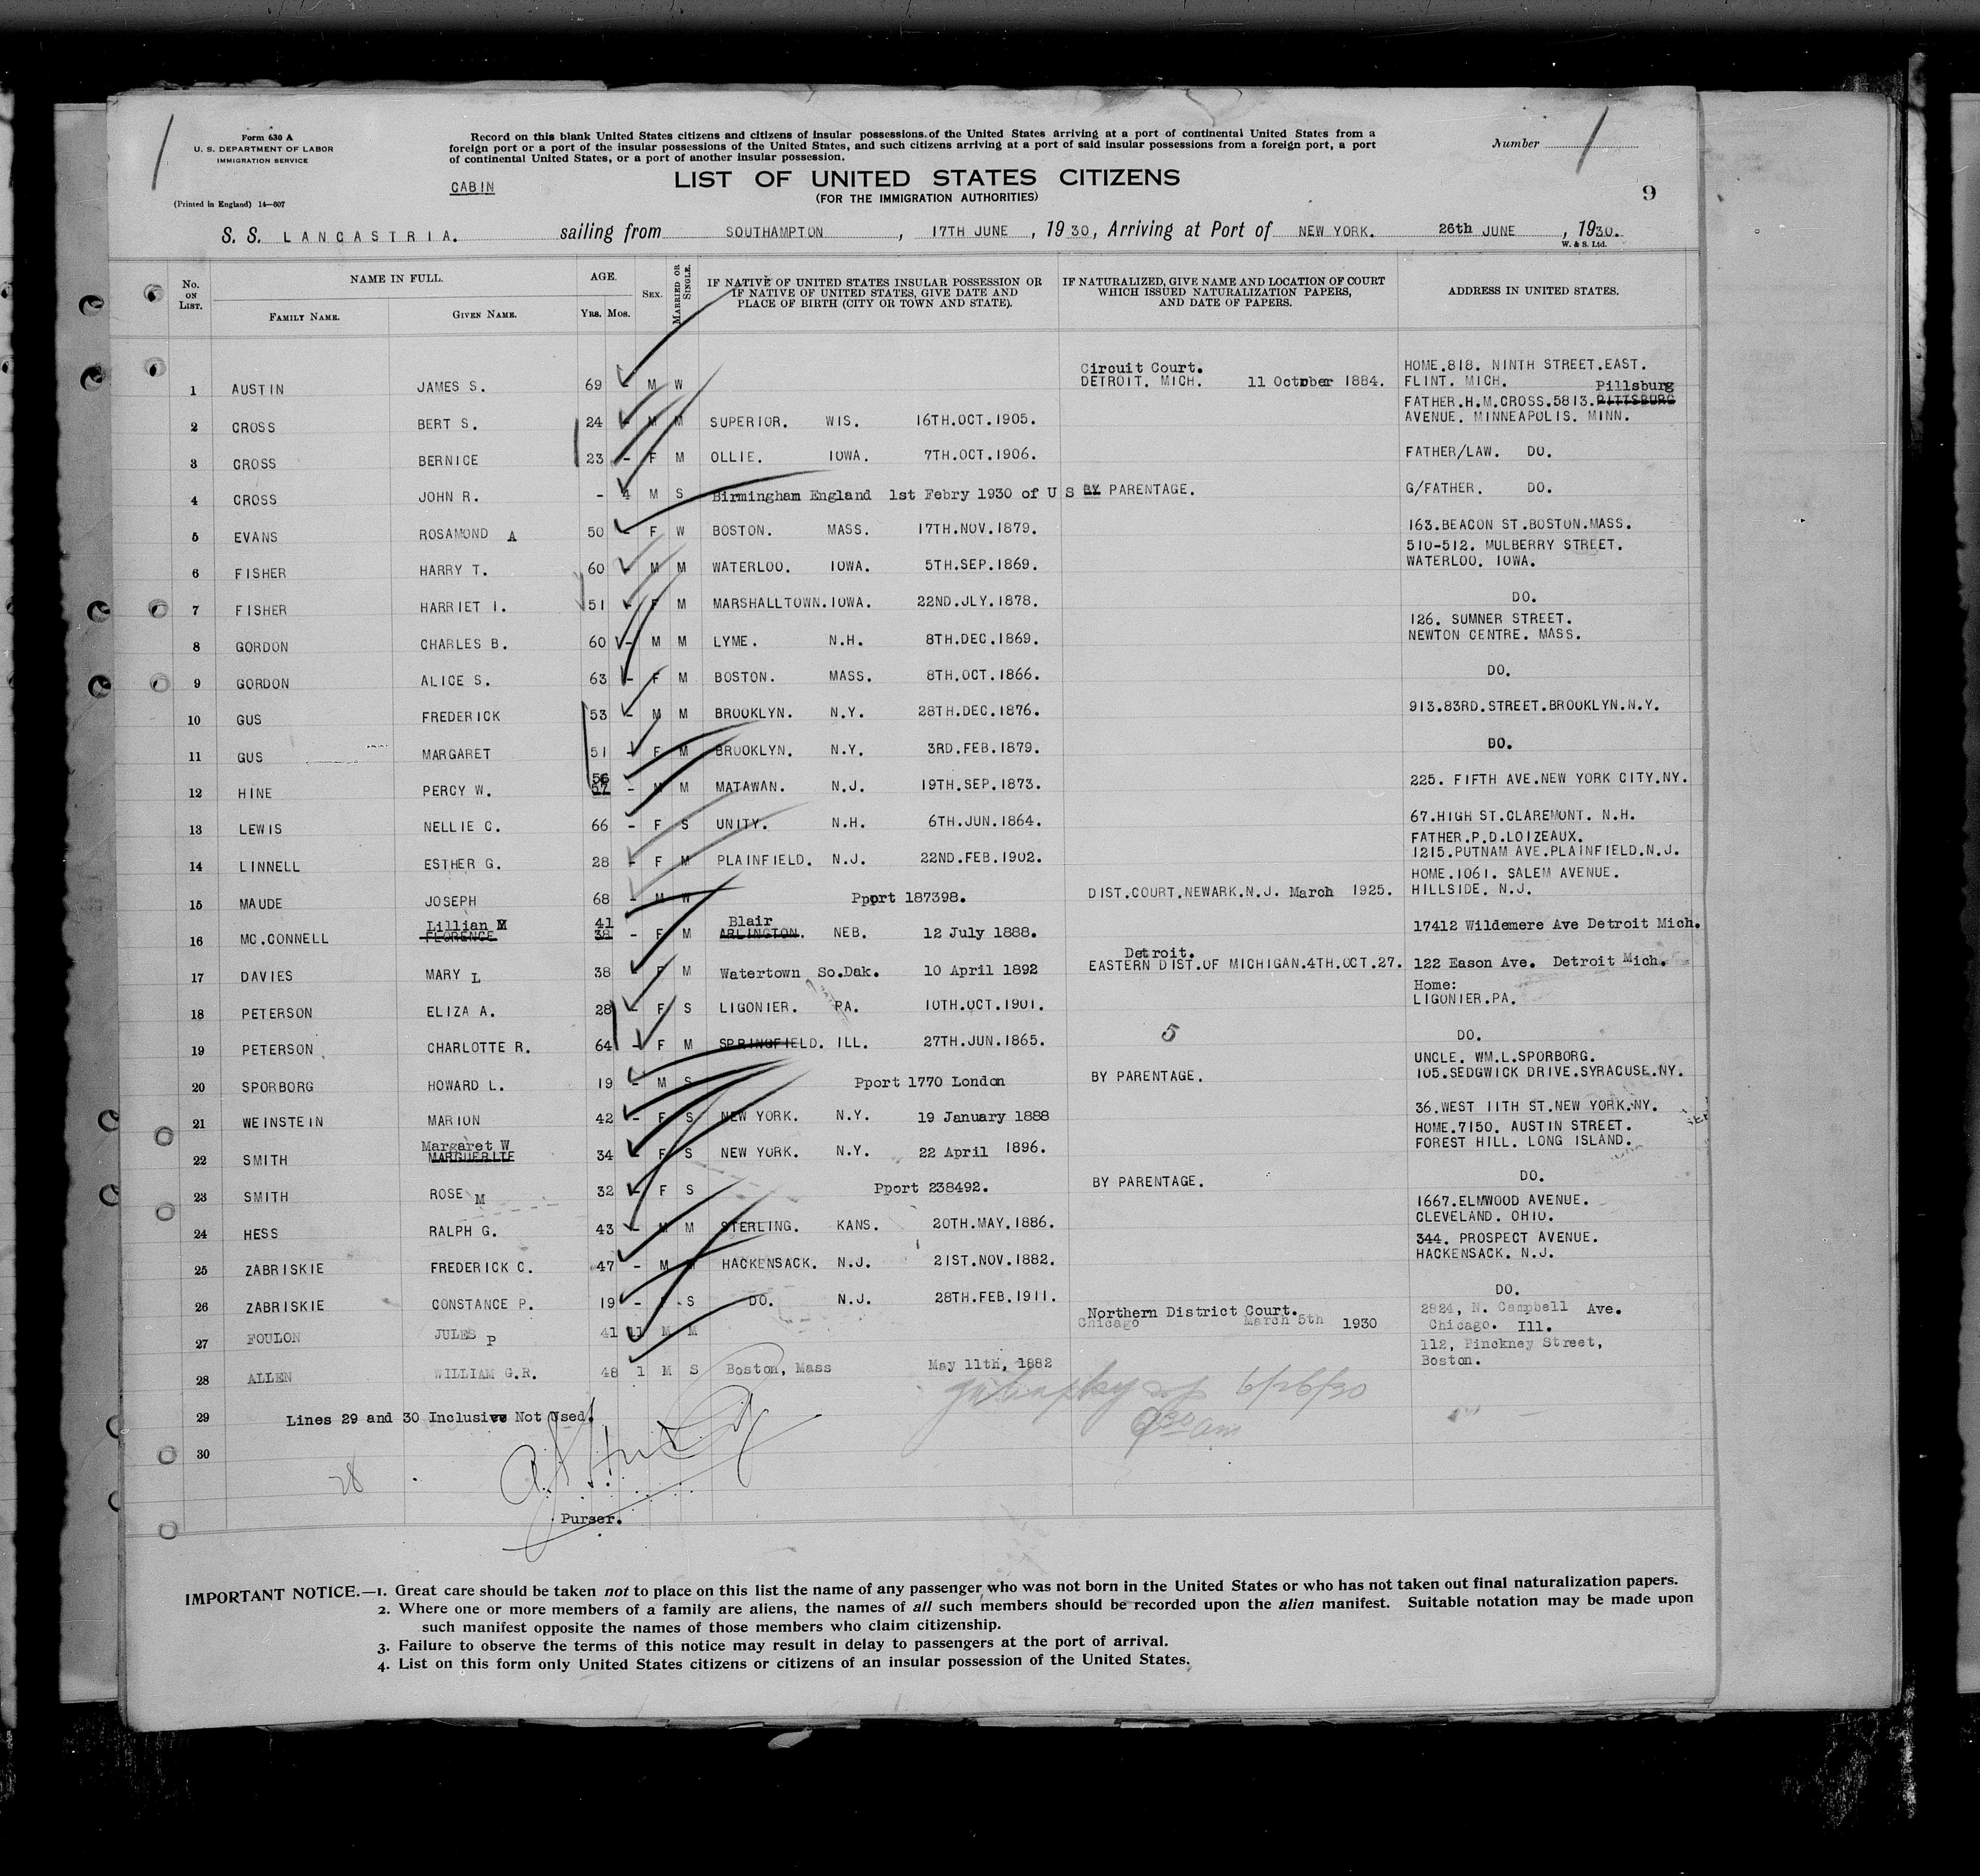 Form 630 A
U. S. DEPARTMENT OF LABOR
IMMIGRATION SERVICE
(Printed in England) 14—607
Record on this blank United States citizens and citizens of insular possessions of the United States arriving at a port of continental United States from a
foreign port or a port of the insular possessions of the United States, and such citizens arriving at a port of said insular possessions from a foreign port, a port
of continental United States, or a port of another insular possession.
Number
CABIN
LIST OF UNITED STATES CITIZENS
(FOR THE IMMIGRATION AUTHORITIES)
9
S. S. LANCASTRIA. sailing from SOUTHAMPTON, 17TH JUNE, 1930, Arriving at Port of NEW YORK. 26th JUNE, 1930.
W. & S. Ltd.
No. ON LIST. NAME IN FULL. AGE. SEX. MARRIED OR SINGLE. IF NATIVE OF UNITED STATES INSULAR POSSESSION OR IF NATIVE OF UNITED STATES, GIVE DATE AND PLACE OF BIRTH (CITY OR TOWN AND STATE). IF NATURALIZED, GIVE NAME AND LOCATION OF COURT WHICH ISSUED NATURALIZATION PAPERS, AND DATE OF PAPERS. ADDRESS IN UNITED STATES.
FAMILY NAME. GIVEN NAME. YRS. MOS.
Circuit Court. HOME.818. NINTH STREET.EAST.
1 AUSTIN JAMES S. 69 - M W DETROIT. MICH. 11 October 1884. FLINT. MICH.
Pillsburg
FATHER.H.M.CROSS.5813.PITTSBURG
2 CROSS BERT S. 24 - M M SUPERIOR. WIS. 16TH.OCT.1905. AVENUE. MINNEAPOLIS. MINN.
3 CROSS BERNICE 23 - F M OLLIE. IOWA. 7TH.OCT.1906. FATHER/LAW. DO.
4 CROSS JOHN R. - 4 M S Birmingham England 1st Febry 1930 of U S BY PARENTAGE. G/FATHER. DO.
5 EVANS ROSAMOND A 50 - F W BOSTON. MASS. 17TH.NOV.1879. 163.BEACON ST.BOSTON.MASS.
510-512. MULBERRY STREET.
6 FISHER HARRY T. 60 - M M WATERLOO. IOWA. 5TH.SEP.1869. WATERLOO. IOWA.
7 FISHER HARRIET I. 51 - F M MARSHALLTOWN.IOWA. 22ND.JLY.1878. DO.
126. SUMNER STREET.
8 GORDON CHARLES B. 60 - M M LYME. N.H. 8TH.DEC.1869. NEWTON CENTRE. MASS.
9 GORDON ALICE S. 63 - F M BOSTON. MASS. 8TH.OCT.1866. DO.
10 GUS FREDERICK 53 - M M BROOKLYN. N.Y. 28TH.DEC.1876. 913.83RD.STREET.BROOKLYN.N.Y.
11 GUS MARGARET 51 - F M BROOKLYN. N.Y. 3RD.FEB.1879. DO.
56
12 HINE PERCY W. 57 - M M MATAWAN. N.J. 19TH.SEP.1873. 225. FIFTH AVE.NEW YORK CITY.NY.
13 LEWIS NELLIE C. 66 - F S UNITY. N.H. 6TH.JUN.1864. 67.HIGH ST.CLAREMONT. N.H.
FATHER.P.D.LOIZEAUX.
14 LINNELL ESTHER G. 28 - F M PLAINFIELD. N.J. 22ND.FEB.1902. 1215.PUTNAM AVE.PLAINFIELD.N.J.
HOME.1061. SALEM AVENUE.
15 MAUDE JOSEPH 68 - M W Pport 187398. DIST.COURT.NEWARK.N.J. March 1925. HILLSIDE. N.J.
Lillian M 41 Blair
16 MC.CONNELL FLORENCE 38 - F M ARLINGTON. NEB. 12 July 1888. 17412 Wildemere Ave Detroit Mich.
Detroit.
17 DAVIES MARY L 38 - F M Watertown So.Dak. 10 April 1892 EASTERN DIST.OF MICHIGAN.4TH.OCT.27. 122 Eason Ave. Detroit Mich.
Home:
18 PETERSON ELIZA A. 28 - F S LIGONIER. PA. 10TH.OCT.1901. LIGONIER.PA.
19 PETERSON CHARLOTTE R. 64 - F M SPRINGFIELD. ILL. 27TH.JUN.1865. 5 DO.
UNCLE. WM.L.SPORBORG.
20 SPORBORG HOWARD L. 19 - M S Pport 1770 London BY PARENTAGE. 105.SEDGWICK DRIVE.SYRACUSE.NY.
21 WEINSTEIN MARION 42 - F S NEW YORK. N.Y. 19 January 1888 36.WEST 11TH ST.NEW YORK.NY.
Margaret W HOME.7150. AUSTIN STREET.
22 SMITH MARGUERITE 34 - F S NEW YORK. N.Y. 22 April 1896. FOREST HILL. LONG ISLAND.
23 SMITH ROSE M 32 - F S Pport 238492. BY PARENTAGE. DO.
1667.ELMWOOD AVENUE.
24 HESS RALPH G. 43 - M M STERLING. KANS. 20TH.MAY.1886. CLEVELAND. OHIO.
344. PROSPECT AVENUE.
25 ZABRISKIE FREDERICK C. 47 - M M HACKENSACK. N.J. 21ST.NOV.1882. HACKENSACK. N.J.
26 ZABRISKIE CONSTANCE P. 19 - F S DO. N.J. 28TH.FEB.1911. DO.
Northern District Court. 2824, N. Campbell Ave.
27 FOULON JULES P 41 11 M M Chicago March 5th 1930 Chicago. Ill.
112, Pinckney Street,
28 ALLEN WILLIAM G.R. 48 1 M S Boston, Mass May 11th, 1882 Boston.
6/26/30
29 Lines 29 and 30 Inclusive Not Used.
9 30 am
30
28
Purser.
IMPORTANT NOTICE.—1. Great care should be taken not to place on this list the name of any passenger who was not born in the United States or who has not taken out final naturalization papers.
2. Where one or more members of a family are aliens, the names of all such members should be recorded upon the alien manifest. Suitable notation may be made upon
such manifest opposite the names of those members who claim citizenship.
3. Failure to observe the terms of this notice may result in delay to passengers at the port of arrival.
4. List on this form only United States citizens or citizens of an insular possession of the United States.